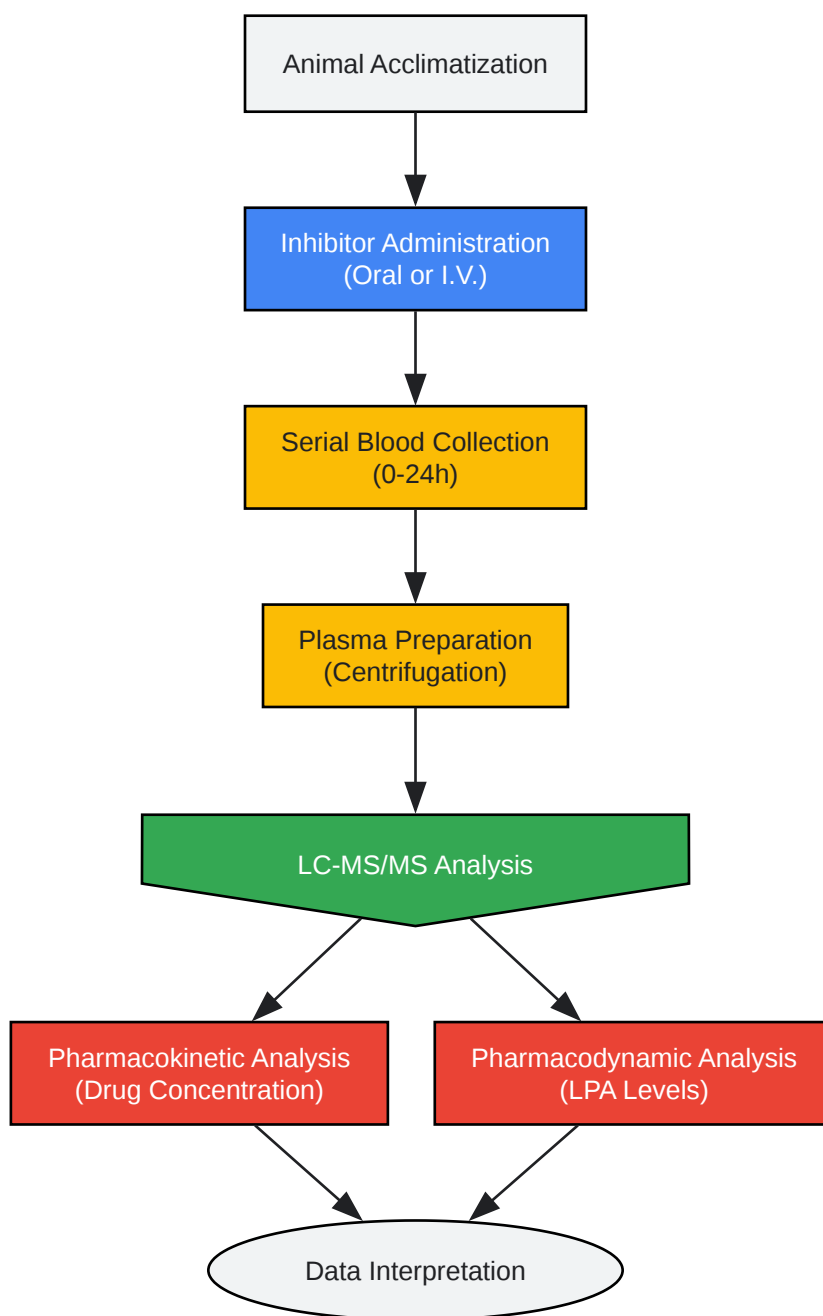 Animal Acclimatization
Inhibitor Administration
(Oral or I.V.)
Serial Blood Collection
(0-24h)
Plasma Preparation
(Centrifugation)
LC-MS/MS Analysis
Pharmacokinetic Analysis
(Drug Concentration)
Pharmacodynamic Analysis
(LPA Levels)
Data Interpretation